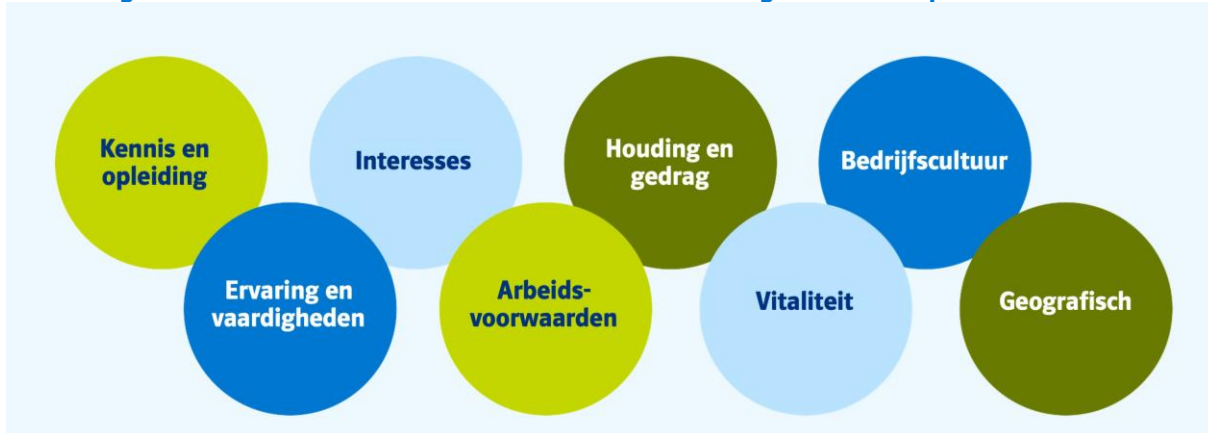 Kennis en
opleiding
Interesses
Houding en
gedrag
Bedrijfscultuur
Ervaring en
vaardigheden
Arbeids-
voorwaarden
Vitaliteit
Geografisch